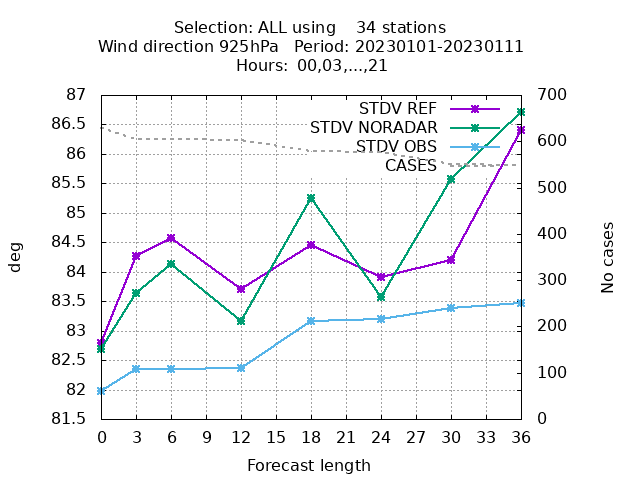 Selection: ALL using    34 stations
Wind direction 925hPa   Period: 20230101-20230111
Hours: 00,03,...,21
87
86.5
86
85.5
85
84.5
84
83.5
83
82.5
82
81.5
700
600
500
400
300
200
100
0
STDV REF
STDV NORADAR
STDV OBS
CASES
deg
No cases
0 3 6 9 12 15 18 21 24 27 30 33 36
Forecast length